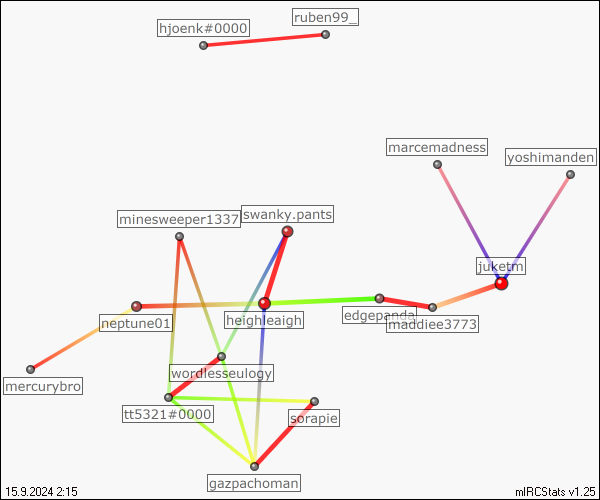 ruben99_
hjoenk#0000
marcemadness
yoshimanden
swanky.pants
minesweeper1337
juketm
edgepanda
heighleaigh
neptune01
maddiee3773
wordlesseulogy
mercurybro
tt5321#0000
sorapie
gazpachoman
15.9.2024 2:15
mIRCStats v1.25